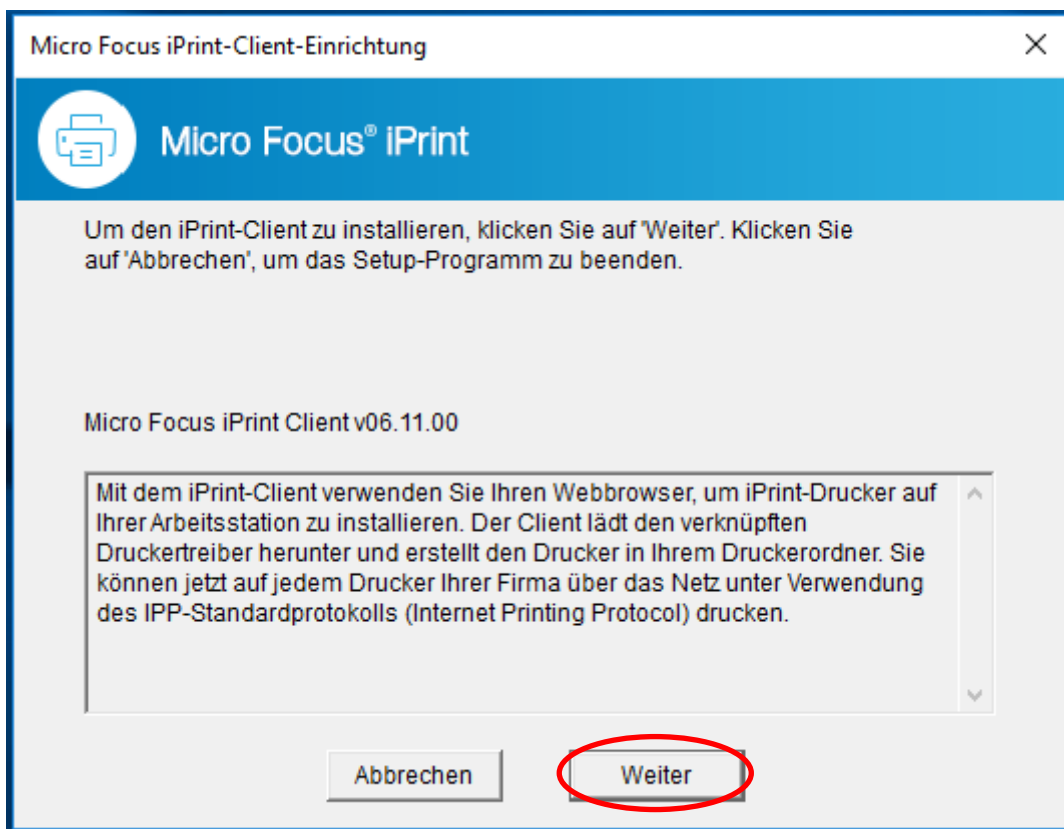 Micro Focus iPrint-Client-Einrichtung
Micro Focus® iPrint
Um den iPrint-Client zu installieren, klicken Sie auf 'Weiter'. Klicken Sie
auf 'Abbrechen', um das Setup-Programm zu beenden.
Micro Focus iPrint Client v06.11.00
Mit dem iPrint-Client verwenden Sie Ihren Webbrowser, um iPrint-Drucker auf
Ihrer Arbeitsstation zu installieren. Der Client lädt den verknüpften
Druckertreiber herunter und erstellt den Drucker in Ihrem Druckerordner. Sie
können jetzt auf jedem Drucker Ihrer Firma über das Netz unter Verwendung
des IPP-Standardprotokolls (Internet Printing Protocol) drucken.
Abbrechen
Weiter